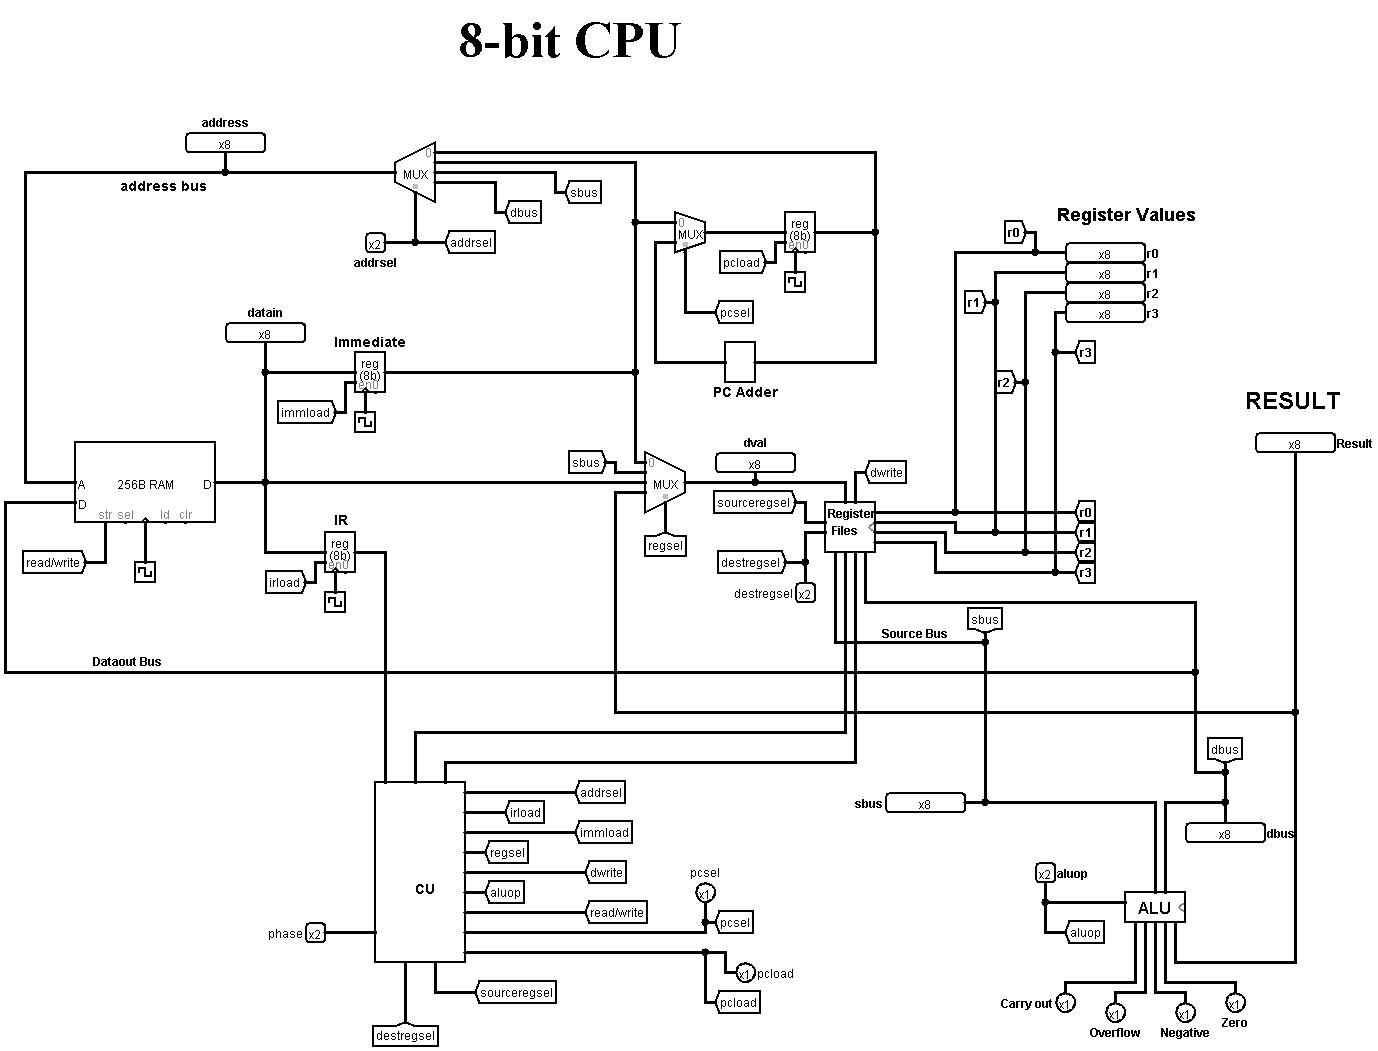 8-bit CPU
address
x8
address bus
0
MUX
sbus
dbus
x2
addrsel
addrsel
0
MUX
reg
(8b)
en0
pcload
pcsel
PC Adder
Register Values
r0
x8 r0
x8 r1
r1
x8 r2
x8 r3
r3
r2
datain
x8
Immediate
reg
(8b)
en0
immload
RESULT
x8 Result
A
256B RAM
D
D
str sel ld clr
read/write
IR
reg
(8b)
en0
irload
sbus
0
MUX
regsel
dval
x8
dwrite
sourceregsel
Register
Files
destregsel
destregsel x2
r0
r1
r2
r3
sbus
Source Bus
Dataout Bus
dbus
sbus x8
x8 dbus
CU
addrsel
irload
immload
regsel
dwrite
aluop
read/write
pcsel
x1
pcsel
phase x2
x1 pcload
pcload
sourceregsel
destregsel
x2 aluop
ALU
aluop
Carry out x1
x1
Overflow
x1
Negative
x1
Zero